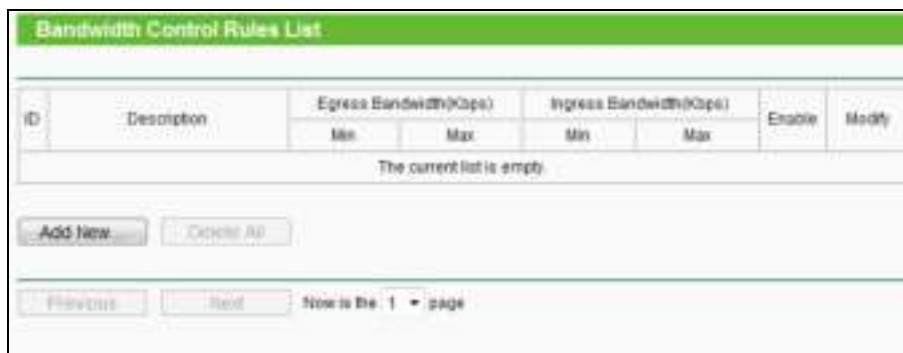 Bandwidth Control Rules List
ID Description Egress Bandwidth(Kbps) Ingress Bandwidth(Kbps) Enable Modify
Min Max Min Max
The current list is empty.
Add New... Delete All
Previous Next Now is the 1 page